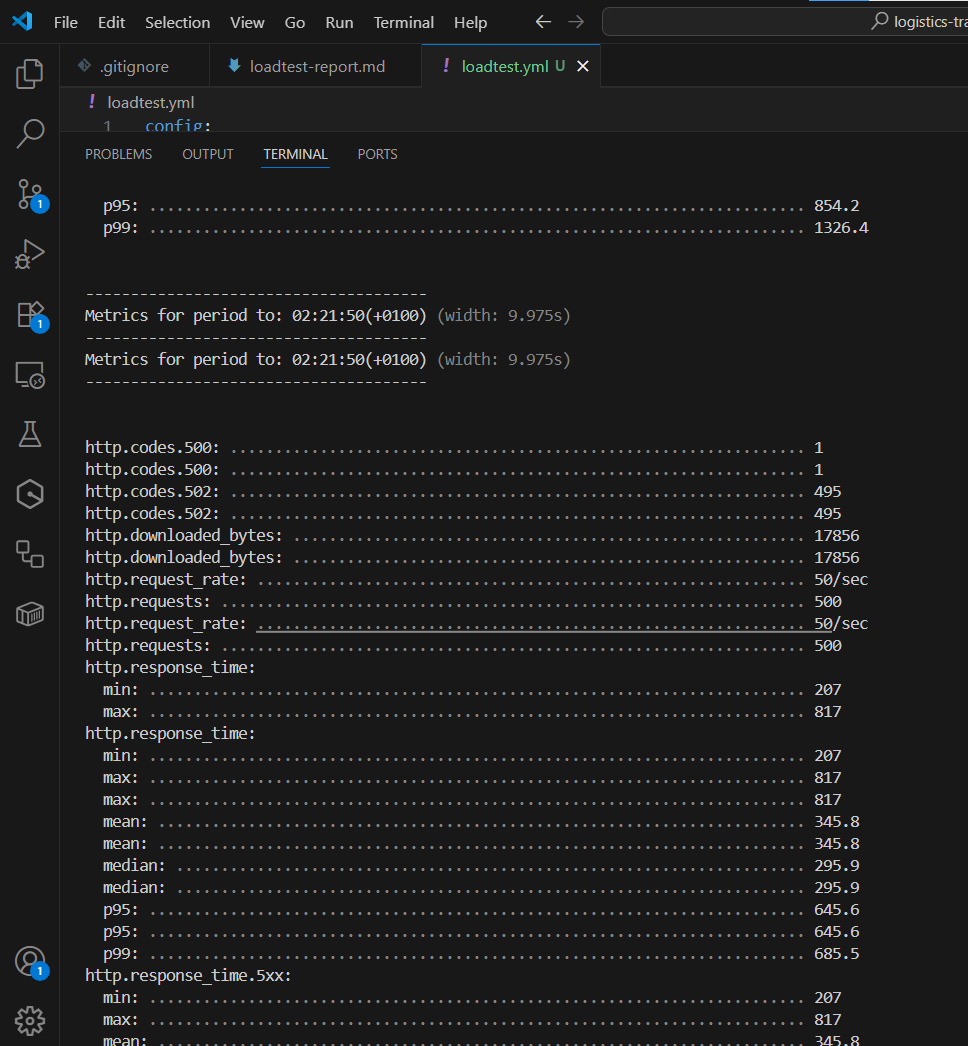 File Edit Selection View Go Run Terminal Help logistics-tra
.gitignore loadtest-report.md ! loadtest.yml U
! loadtest.yml
1 config:
PROBLEMS OUTPUT TERMINAL PORTS
p95: ......................................................................... 854.2
p99: ......................................................................... 1326.4
--------------------------------------
Metrics for period to: 02:21:50(+0100) (width: 9.975s)
--------------------------------------
Metrics for period to: 02:21:50(+0100) (width: 9.975s)
--------------------------------------
http.codes.500: ................................................................ 1
http.codes.500: ................................................................ 1
http.codes.502: ................................................................ 495
http.codes.502: ................................................................ 495
http.downloaded_bytes: ......................................................... 17856
http.downloaded_bytes: ......................................................... 17856
http.request_rate: ............................................................. 50/sec
http.requests: ................................................................. 500
http.request_rate: ............................................................. 50/sec
http.requests: ................................................................. 500
http.response_time:
min: ......................................................................... 207
max: ......................................................................... 817
http.response_time:
min: ......................................................................... 207
max: ......................................................................... 817
max: ......................................................................... 817
mean: ........................................................................ 345.8
mean: ........................................................................ 345.8
median: ...................................................................... 295.9
median: ...................................................................... 295.9
p95: ......................................................................... 645.6
p95: ......................................................................... 645.6
p99: ......................................................................... 685.5
http.response_time.5xx:
min: ......................................................................... 207
max: ......................................................................... 817
mean: ........................................................................ 345.8
1
1
1